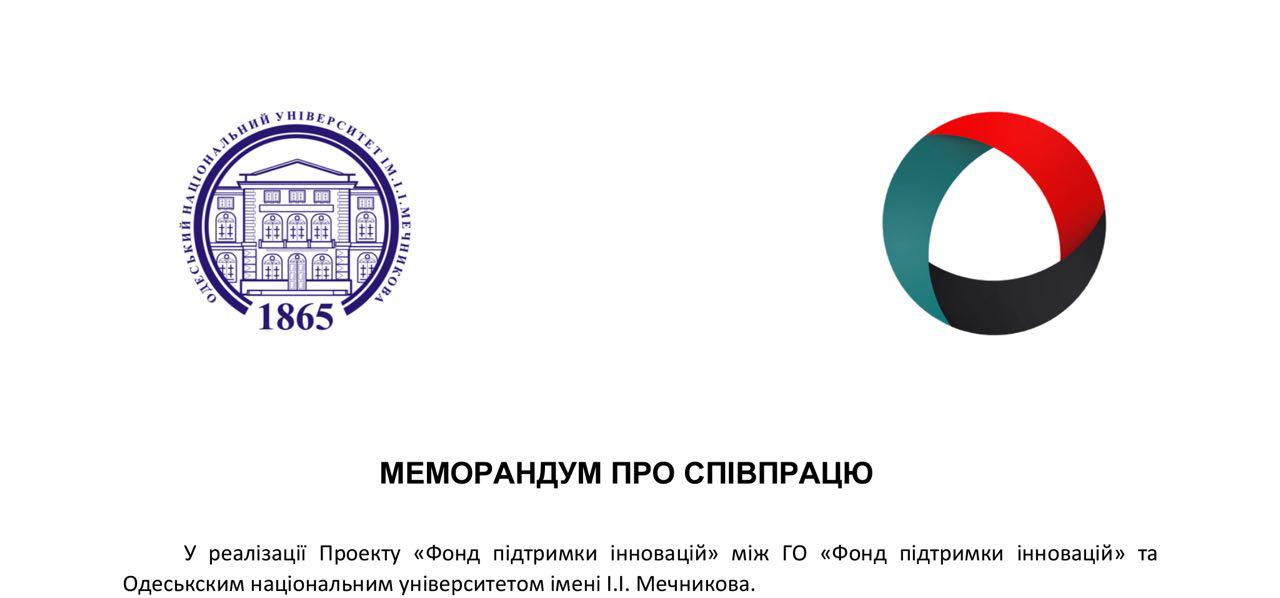 ОДЕСЬКИЙ НАЦІОНАЛЬНИЙ УНІВЕРСИТЕТ ІМ.І.І.МЕЧНИКОВА
1865
МЕМОРАНДУМ ПРО СПІВПРАЦЮ
У реалізації Проекту «Фонд підтримки інновацій» між ГО «Фонд підтримки інновацій» та
Одеськским національним університетом імені І.І. Мечникова.